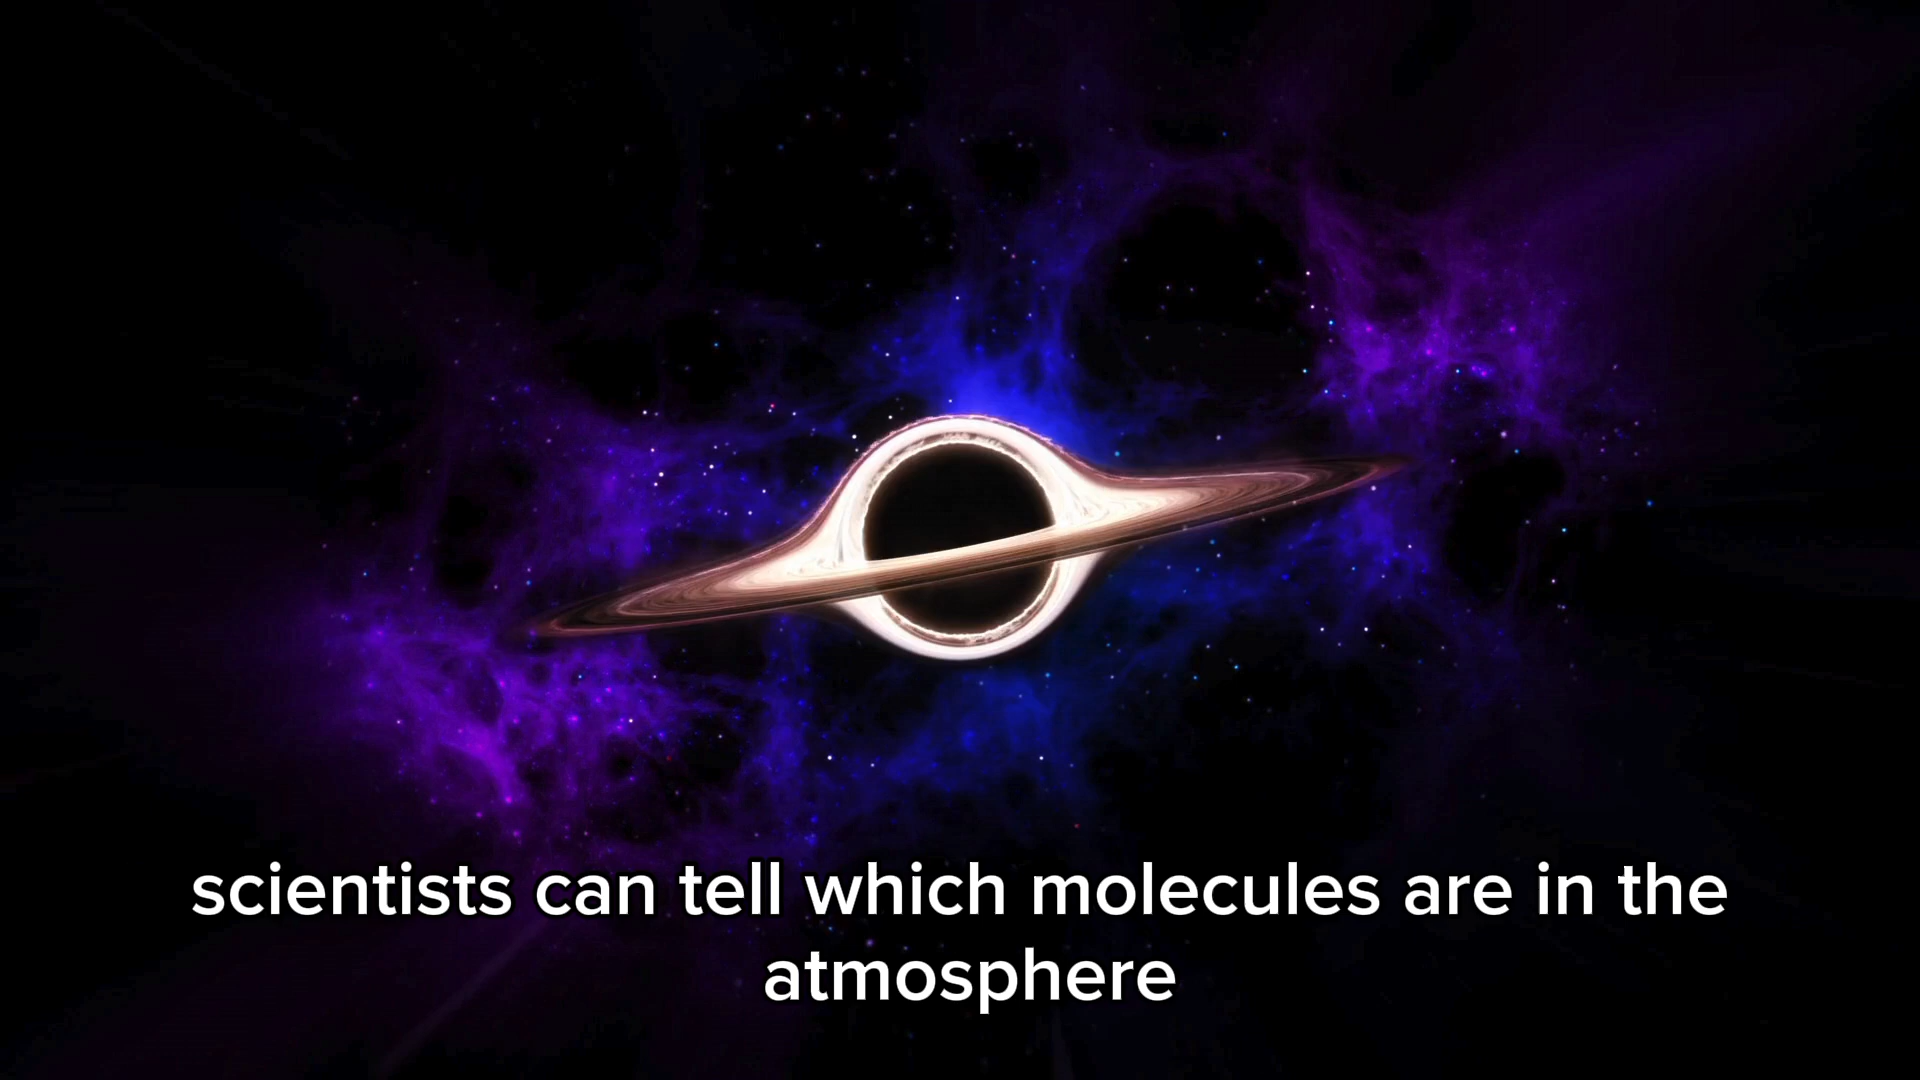 scientists can tell which molecules are in the
atmosphere